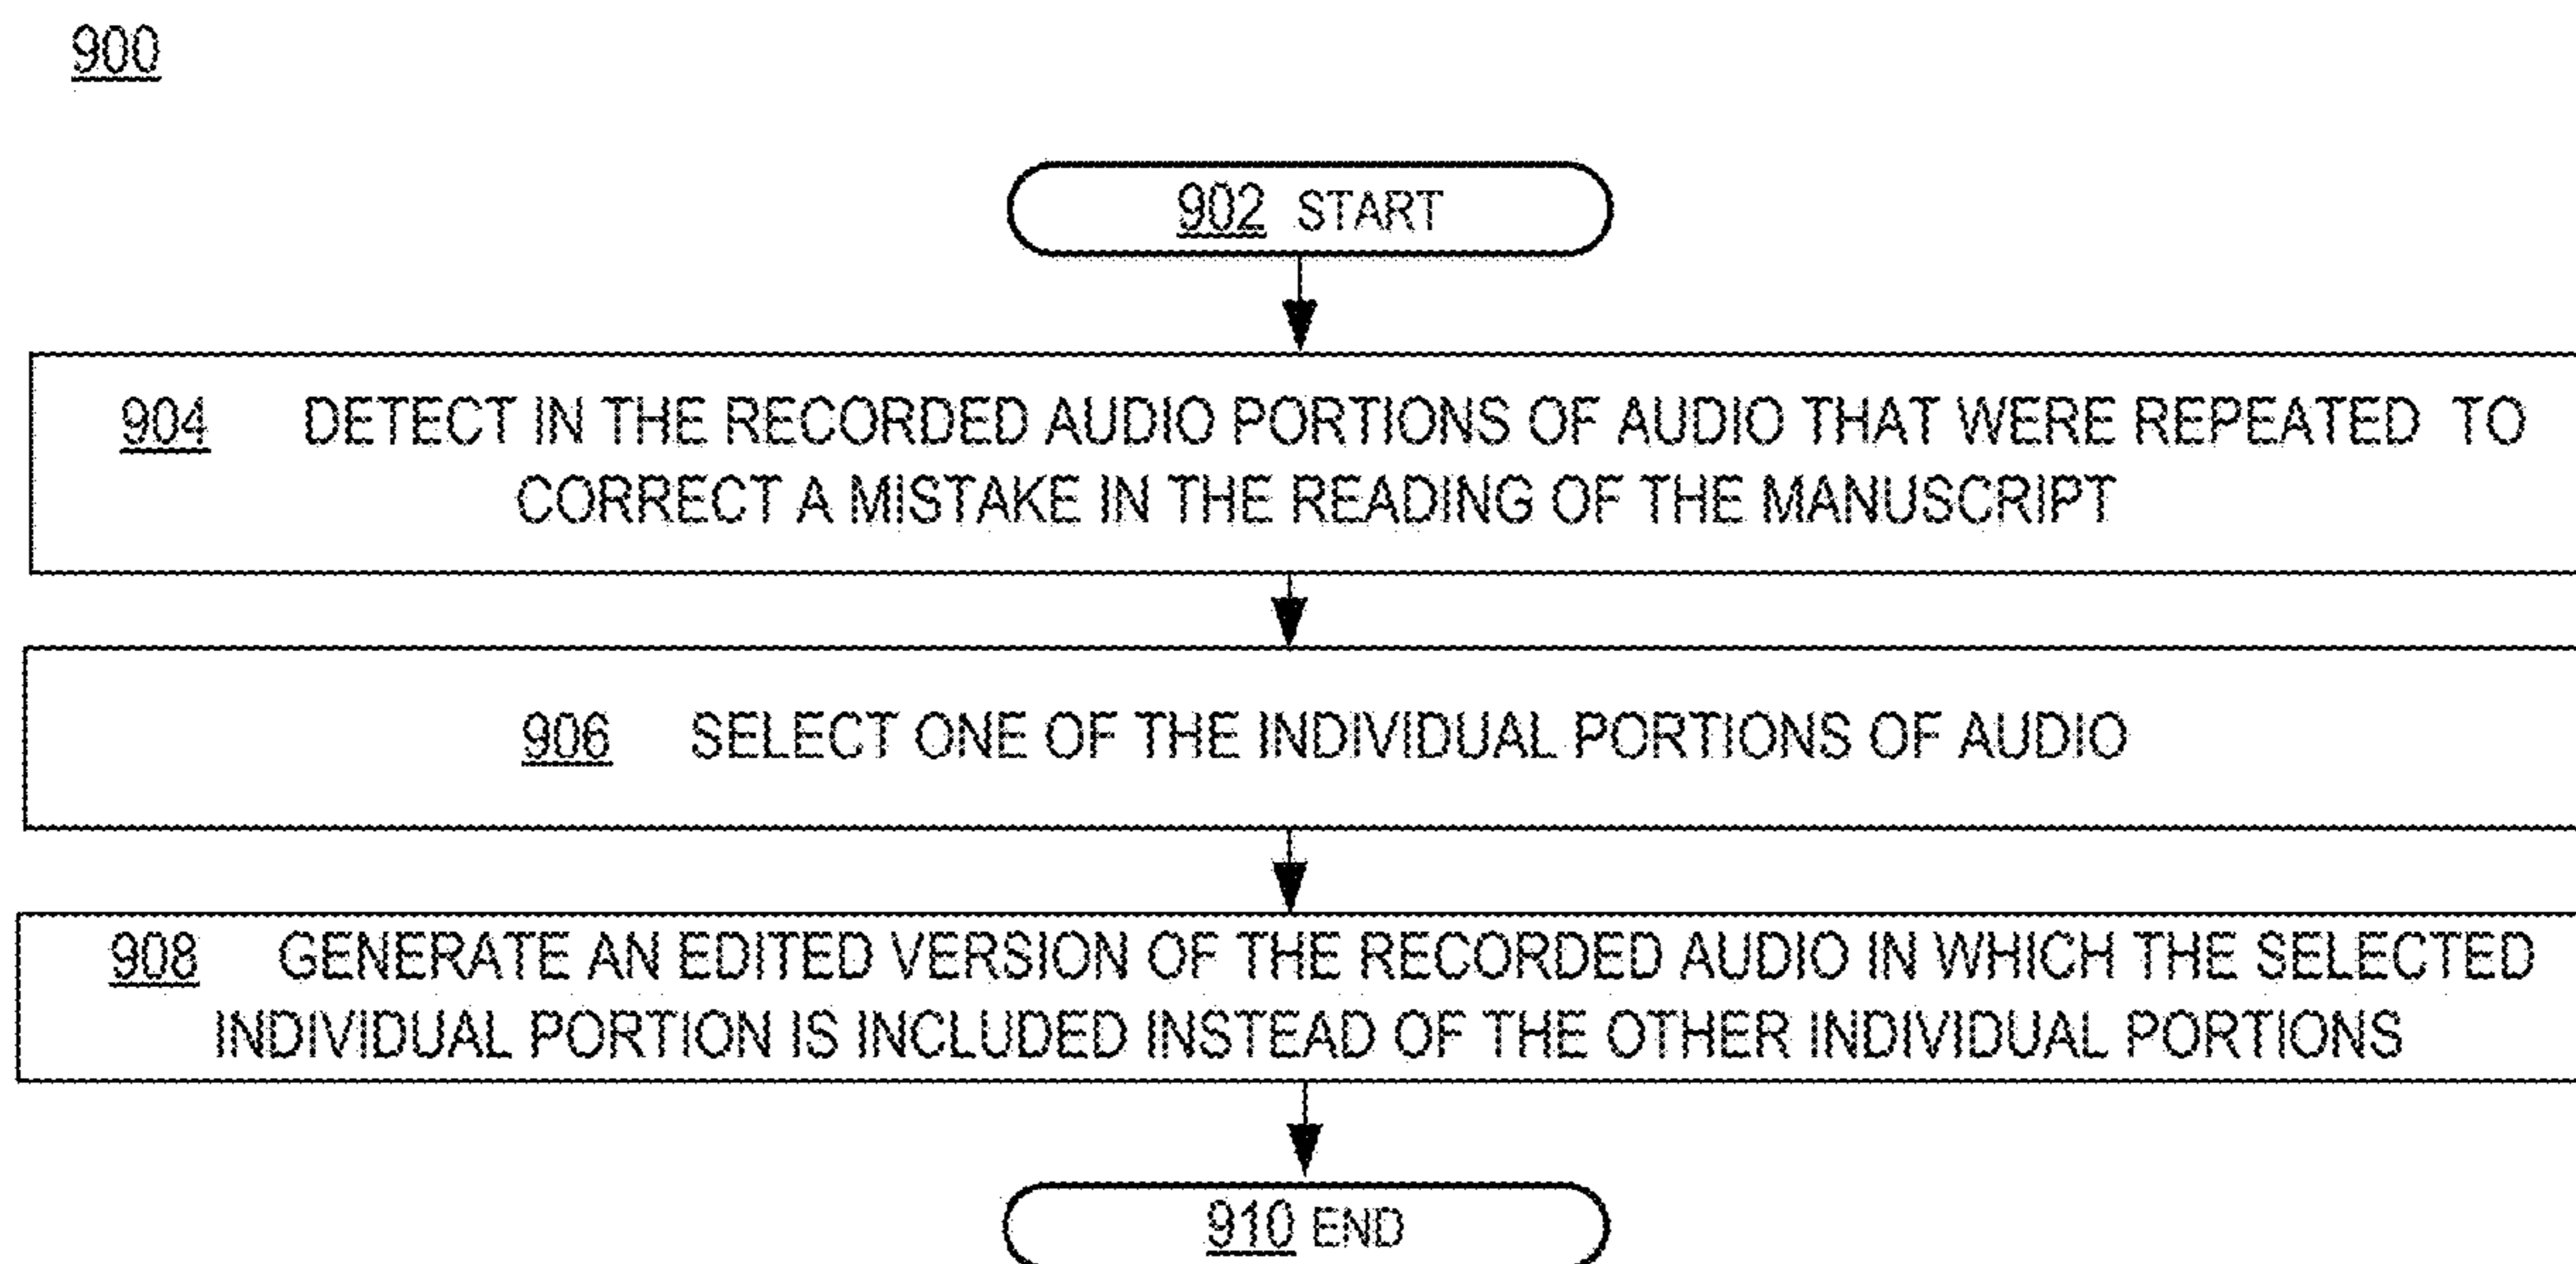 900
902 START
904 DETECT IN THE RECORDED AUDIO PORTIONS OF AUDIO THAT WERE REPEATED TO
CORRECT A MISTAKE IN THE READING OF THE MANUSCRIPT
906 SELECT ONE OF THE INDIVIDUAL PORTIONS OF AUDIO
908 GENERATE AN EDITED VERSION OF THE RECORDED AUDIO IN WHICH THE SELECTED
INDIVIDUAL PORTION IS INCLUDED INSTEAD OF THE OTHER INDIVIDUAL PORTIONS
910 END